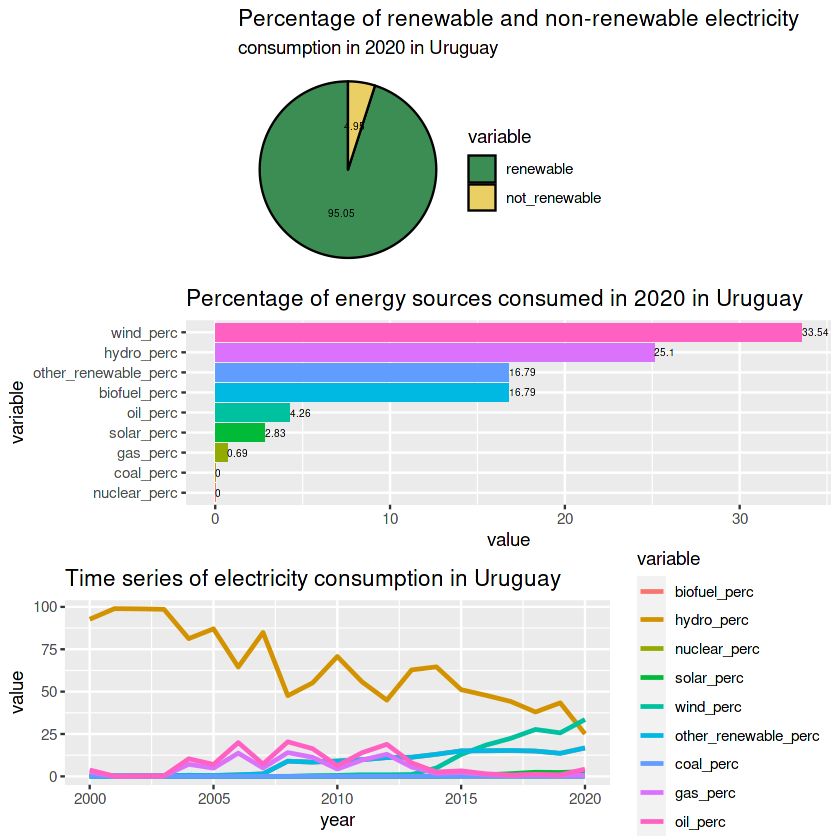 Percentage of renewable and non-renewable electricity
consumption in 2020 in Uruguay
4.95
95.05
variable
renewable
not_renewable
Percentage of energy sources consumed in 2020 in Uruguay
variable
wind_perc
33.54
hydro_perc
25.1
other_renewable_perc
16.79
biofuel_perc
16.79
oil_perc
4.26
solar_perc
2.83
gas_perc
0.69
coal_perc
0
nuclear_perc
0
0 10 20 30
value
Time series of electricity consumption in Uruguay
value
100
75
50
25
0
2000 2005 2010 2015 2020
year
variable
biofuel_perc
hydro_perc
nuclear_perc
solar_perc
wind_perc
other_renewable_perc
coal_perc
gas_perc
oil_perc